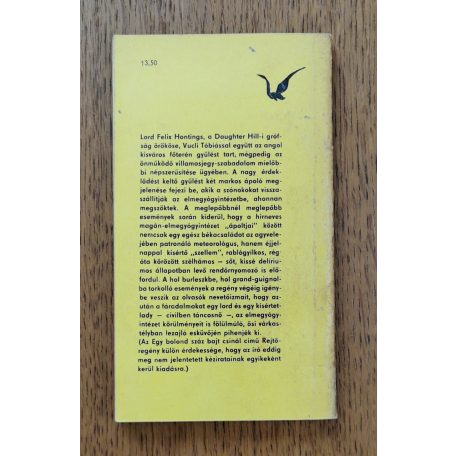 13,50
Lord Felix Hontings, a Daughter Hill-i gróf-
ság örököse, Vucli Tóbiással együtt az angol
kisváros főterén gyűlést tart, mégpedig az
önműködő villamosjegy-szabadalom mielőb-
bi népszerűsítése ügyében. A nagy érdek-
lődést keltő gyűlést két markos ápoló meg-
jelenése fejezi be, akik a szónokokat vissza-
szállítják az elmegyógyintézetbe, ahonnan
megszöktek. A meglepőbbnél meglepőbb
események során kiderül, hogy a hírneves
magán-elmegyógyintézet „ápoltjai” között
nemcsak egy egész békacsaládot az agyvele-
jében patronáló meteorológus, hanem éjjel-
nappal kísértő „szellem”, rablógyilkos, ré-
góta körözött szélhámos — sőt, kissé delíriu-
mos állapotban levő rendőrnyomozó is elő-
fordul. A hol burleszkbe, hol grand-guignol-
ba torkolló események a regény végéig igény-
be veszik az olvasók nevetőizmait, hogy az-
után a fáradalmakat egy lord és egy kísértet-
lady — civilben táncosnő —, az elmegyógy-
intézet körülményeit is fölülmúló, ősi várkas-
télyban lezajló esküvőjén pihenjék ki.
(Az Egy bolond száz bajt csinál című Rejtő-
regény külön érdekessége, hogy az író eddig
meg nem jelentetett kéziratainak egyikeként
kerül kiadásra.)